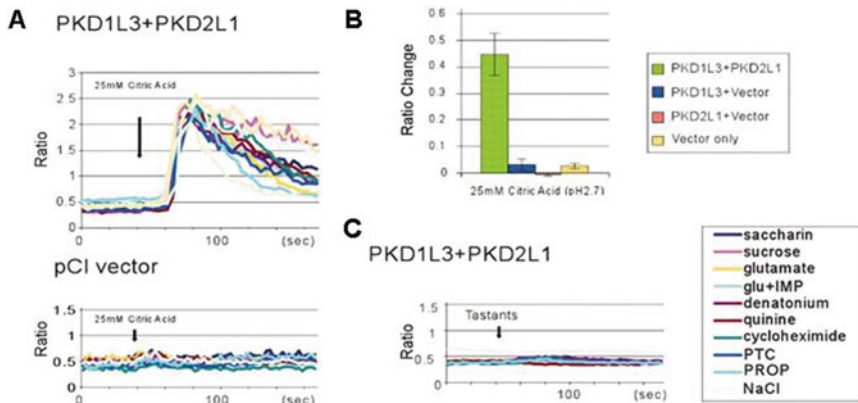 A
PKD1L3+PKD2L1
25mM Citric Acid
Ratio
3
2.5
2
1.5
1
0.5
0
100
(sec)
pCI vector
25mM Citric Acid
Ratio
1.5
1
0.5
0
100
(sec)
B
Ratio Change
0.6
0.5
0.4
0.3
0.2
0.1
0
25mM Citric Acid (pH2.7)
PKD1L3+PKD2L1
PKD1L3+Vector
PKD2L1+Vector
Vector only
C
PKD1L3+PKD2L1
Tastants
Ratio
1.5
1
0.5
0
100
(sec)
saccharin
sucrose
glutamate
glu+IMP
denatonium
quinine
cycloheximide
PTC
PROP
NaCl